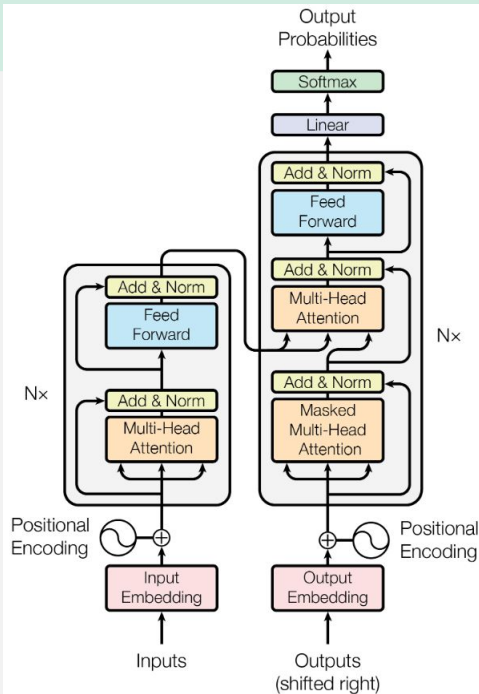 Output
Probabilities
Softmax
Linear
Add & Norm
Feed
Forward
Add & Norm
Multi-Head
Attention
Add & Norm
Masked
Multi-Head
Attention
Nx
Add & Norm
Feed
Forward
Add & Norm
Multi-Head
Attention
Nx
Positional
Encoding
Positional
Encoding
Input
Embedding
Output
Embedding
Inputs
Outputs
(shifted right)